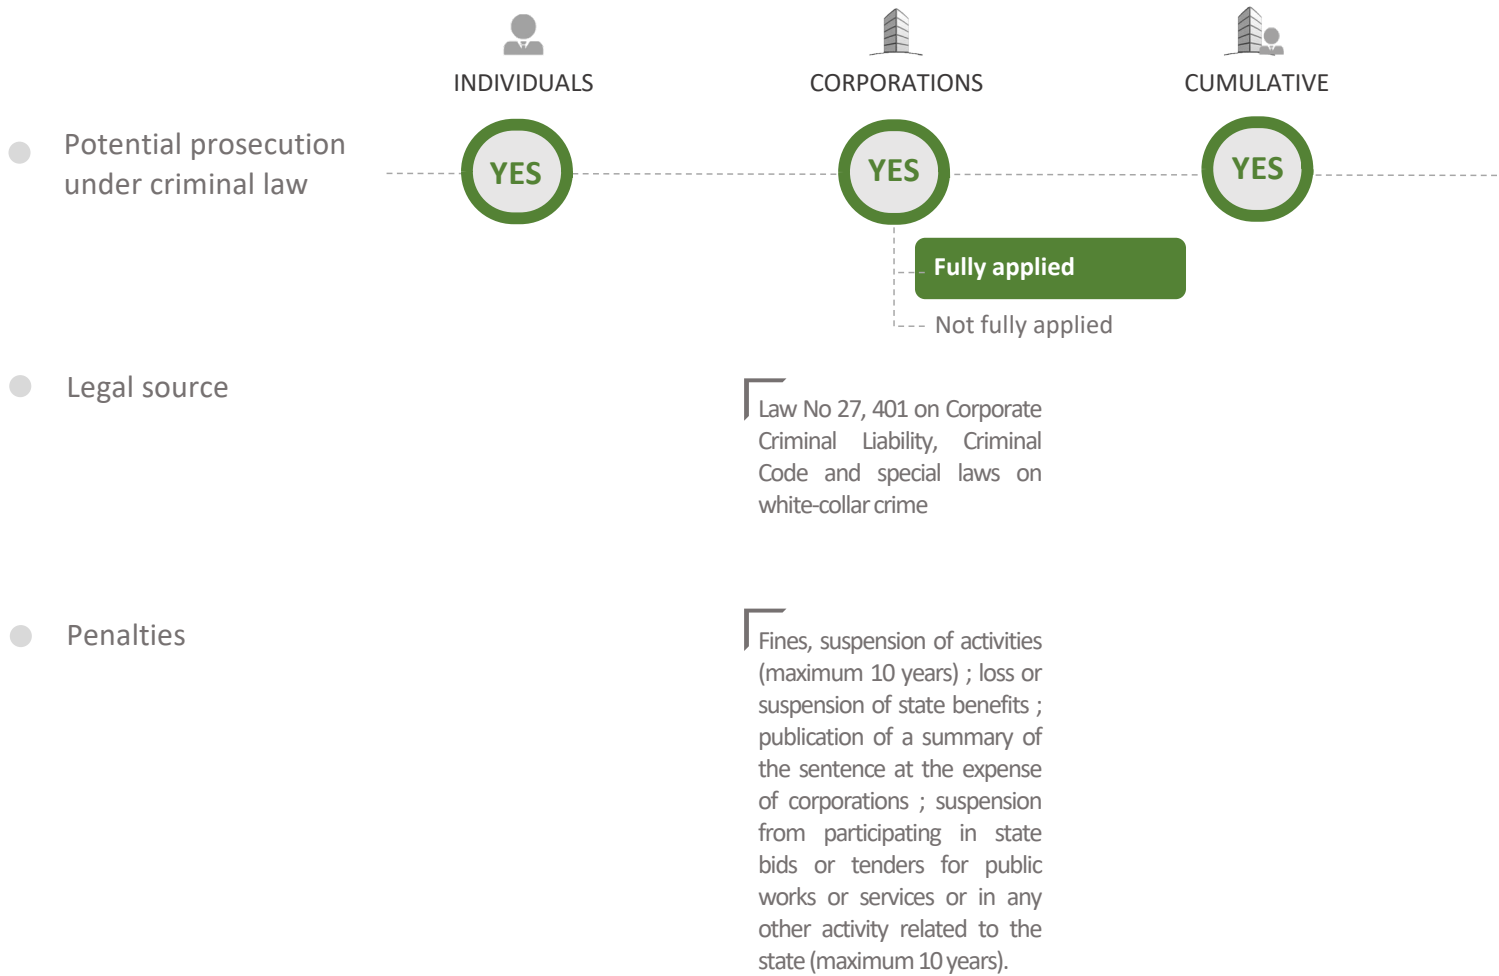 INDIVIDUALS
CORPORATIONS
CUMULATIVE
Potential prosecution
under criminal law
YES
YES
YES
Fully applied
Not fully applied
Legal source
Law No 27, 401 on Corporate
Criminal Liability, Criminal
Code and special laws on
white-collar crime
Penalties
Fines, suspension of activities
(maximum 10 years) ; loss or
suspension of state benefits ;
publication of a summary of
the sentence at the expense
of corporations ; suspension
from participating in state
bids or tenders for public
works or services or in any
other activity related to the
state (maximum 10 years).